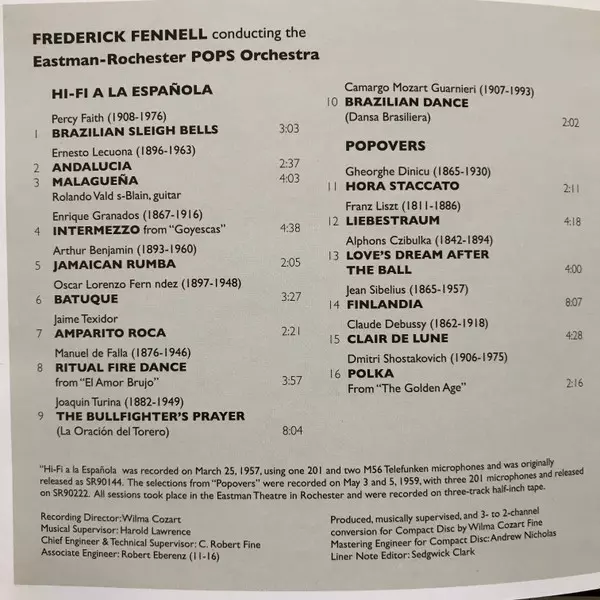 FREDERICK FENNELL conducting the
Eastman-Rochester POPS Orchestra
HI-FI A LA ESPAÑOLA
Percy Faith (1908-1976)
1 BRAZILIAN SLEIGH BELLS 3:03
Ernesto Lecuona (1896-1963)
2 ANDALUCIA 2:37
3 MALAGUEÑA 4:03
Rolando Vald s-Blain, guitar
Enrique Granados (1867-1916)
4 INTERMEZZO from "Goyescas" 4:38
Arthur Benjamin (1893-1960)
5 JAMAICAN RUMBA 2:05
Oscar Lorenzo Fern ndez (1897-1948)
6 BATUQUE 3:27
Jaime Texidor
7 AMPARITO ROCA 2:21
Manuel de Falla (1876-1946)
8 RITUAL FIRE DANCE
from "El Amor Brujo" 3:57
Joaquin Turina (1882-1949)
9 THE BULLFIGHTER'S PRAYER
(La Oración del Torero) 8:04
Camargo Mozart Guarnieri (1907-1993)
10 BRAZILIAN DANCE
(Dansa Brasiliera) 2:02
POPOVERS
Gheorghe Dinicu (1865-1930)
11 HORA STACCATO 2:11
Franz Liszt (1811-1886)
12 LIEBESTRAUM 4:18
Alphons Czibulka (1842-1894)
13 LOVE'S DREAM AFTER
THE BALL 4:00
Jean Sibelius (1865-1957)
14 FINLANDIA 8:07
Claude Debussy (1862-1918)
15 CLAIR DE LUNE 4:28
Dmitri Shostakovich (1906-1975)
16 POLKA
From "The Golden Age" 2:16
"Hi-Fi a la Española was recorded on March 25, 1957, using one 201 and two M56 Telefunken microphones and was originally
released as SR90144. The selections from "Popovers" were recorded on May 3 and 5, 1959, with three 201 microphones and released
on SR90222. All sessions took place in the Eastman Theatre in Rochester and were recorded on three-track half-inch tape.
Recording Director: Wilma Cozart
Musical Supervisor: Harold Lawrence
Chief Engineer & Technical Supervisor: C. Robert Fine
Associate Engineer: Robert Eberenz (11-16)
Produced, musically supervised, and 3- to 2-channel
conversion for Compact Disc by Wilma Cozart Fine
Mastering Engineer for Compact Disc: Andrew Nicholas
Liner Note Editor: Sedgwick Clark